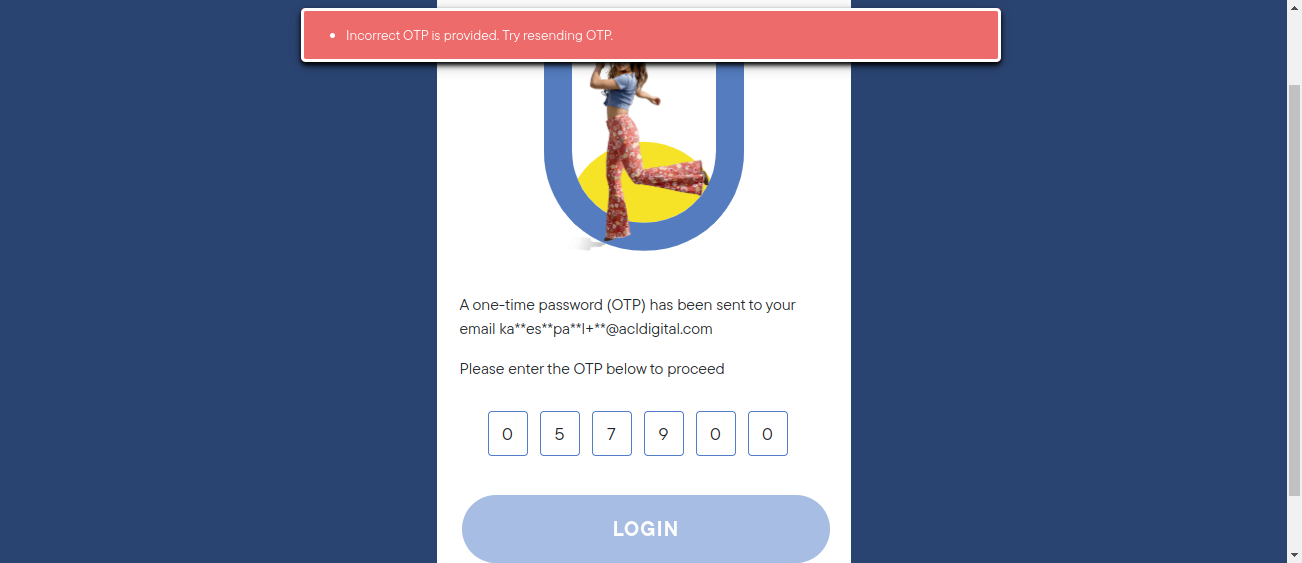 Incorrect OTP is provided. Try resending OTP.
A one-time password (OTP) has been sent to your
email ka**es**pa**l+**@acldigital.com
Please enter the OTP below to proceed
0 5 7 9 0 0
LOGIN